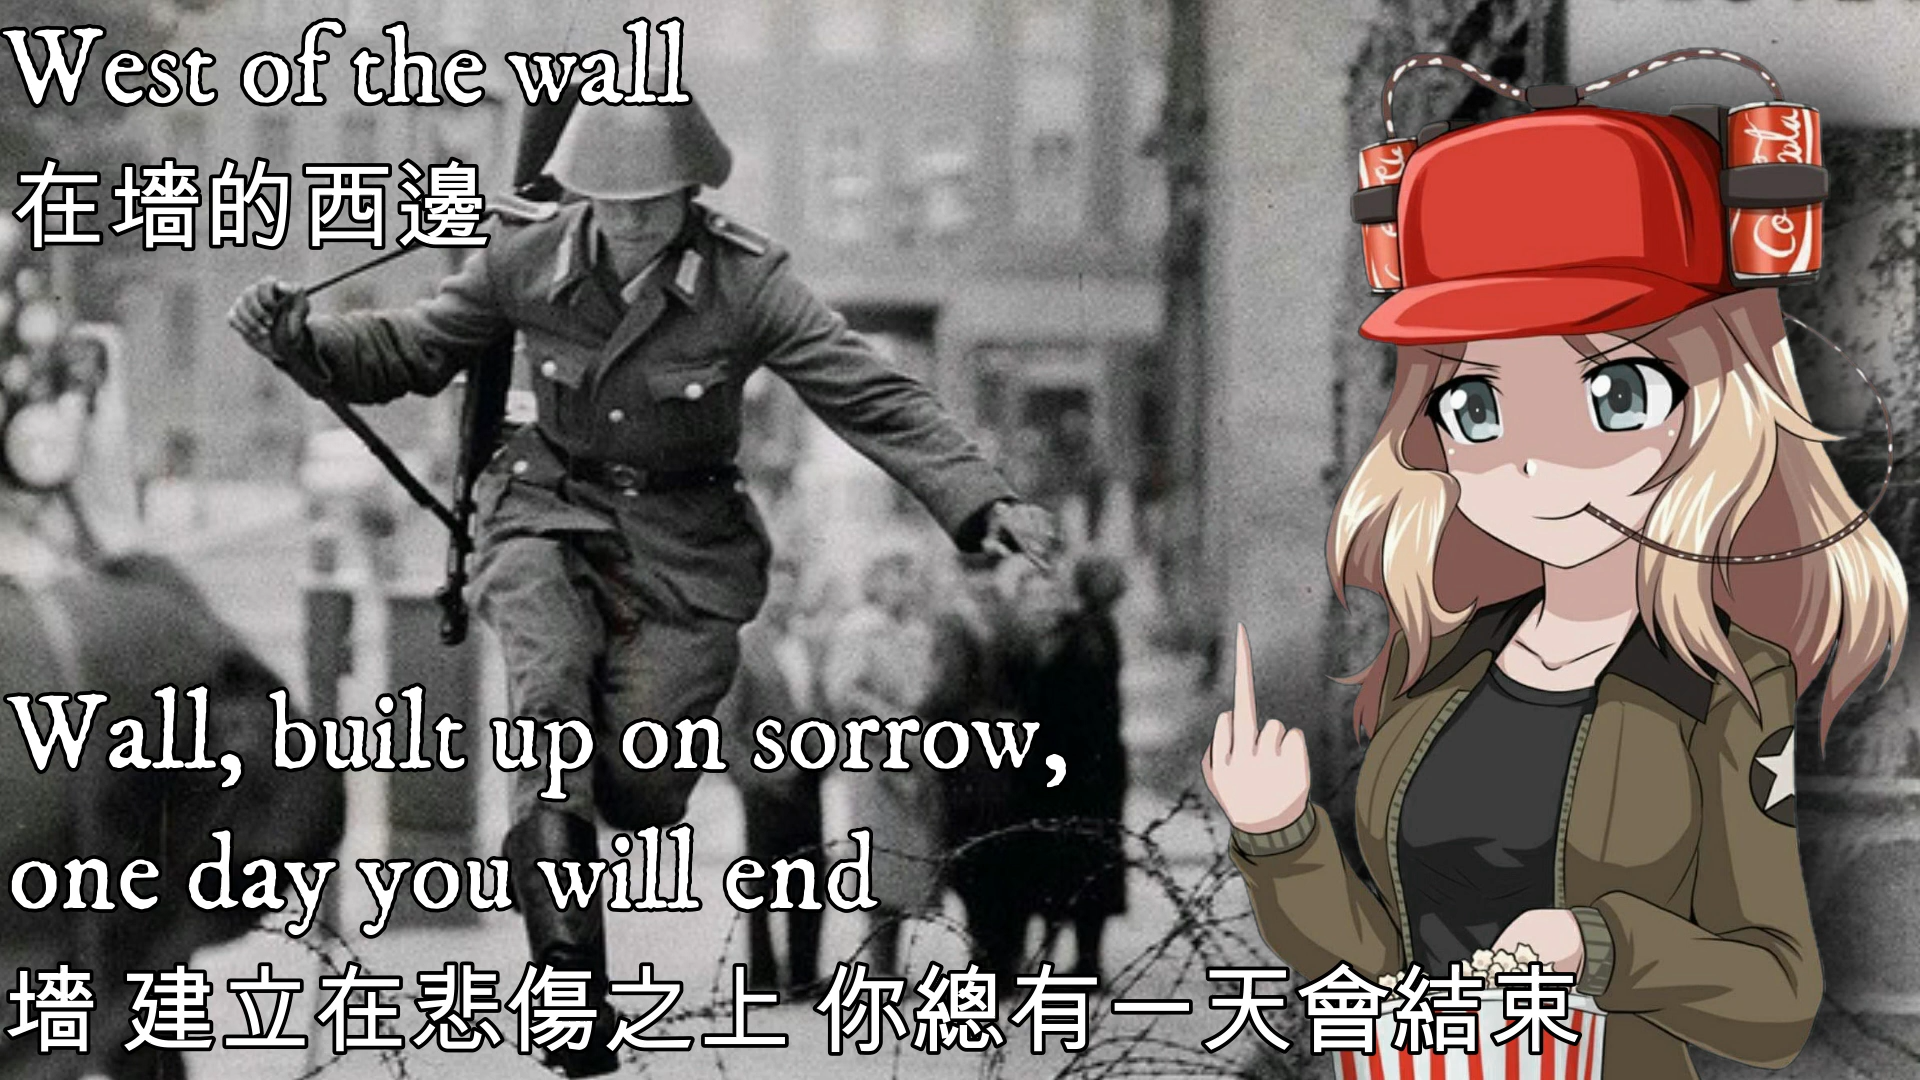 West of the wall
在墻的西邊
Wall, built up on sorrow,
one day you will end
墻 建立在悲傷之上 你總有一天會結束